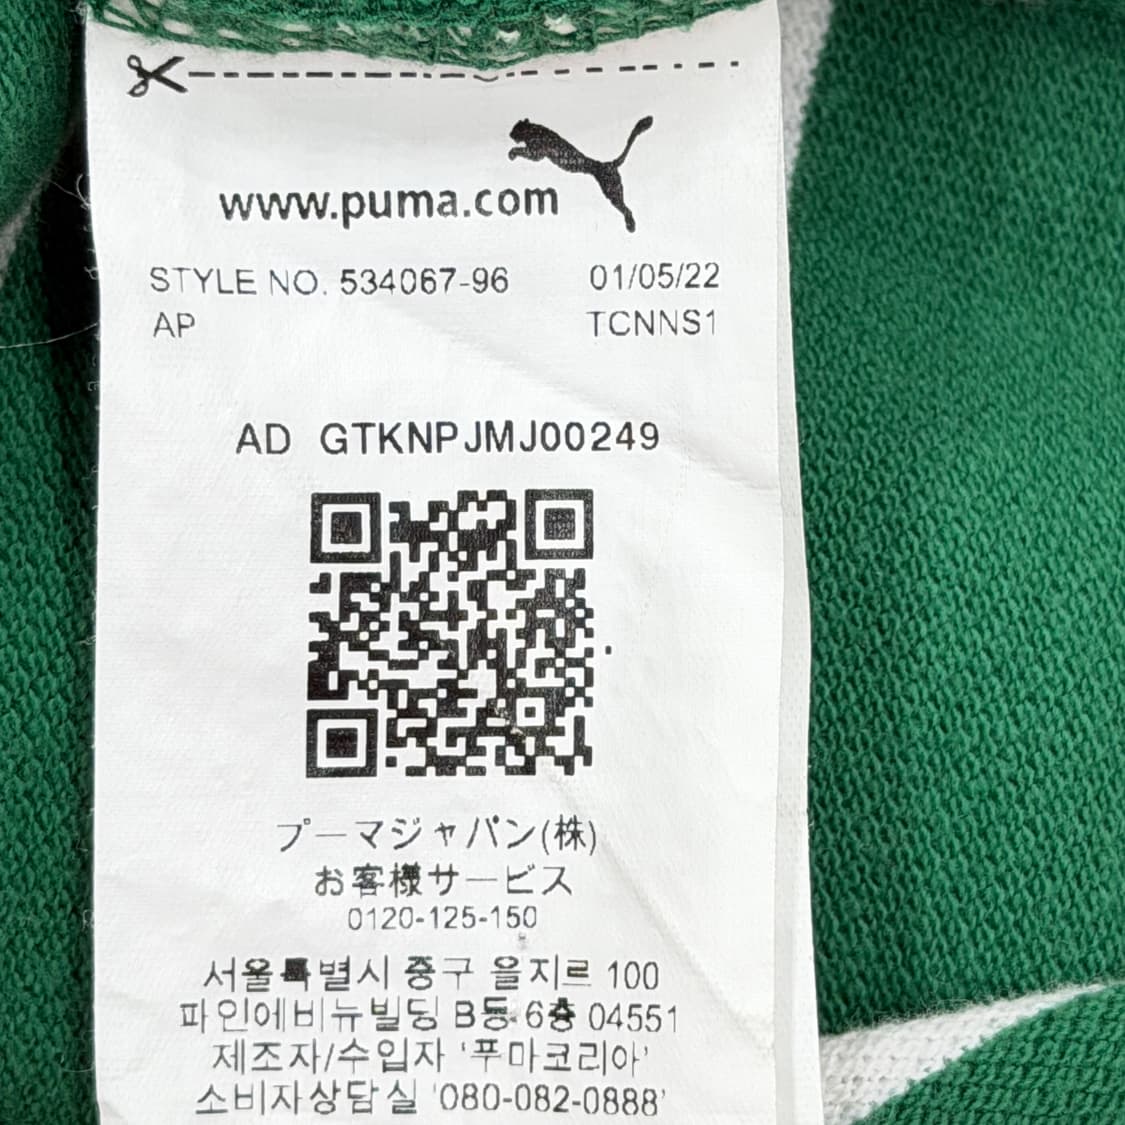 www.puma.com
STYLE NO. 534067-96 01/05/22
AP TCNNS1
AD GTKNPJMJ00249
プーマジャパン(株)
お客様サービス
0120-125-150
서울특별시 중구 을지르 100
파인에비뉴빌딩 B등 6층 04551
제조자/수입자 '푸마코리아'
소비자상담실 '080-082-0888'